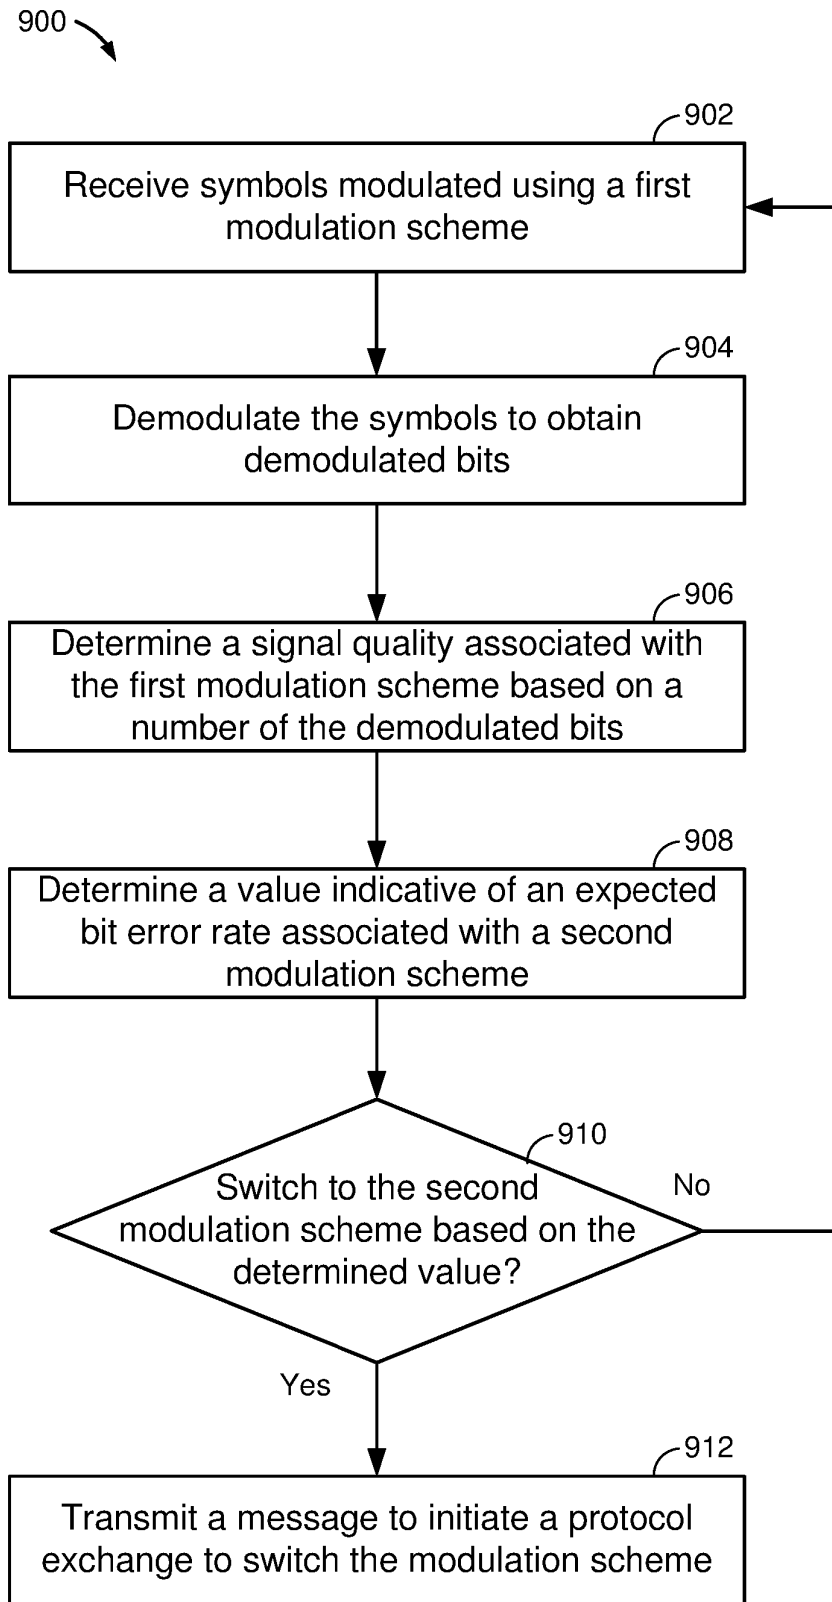 900
902
Receive symbols modulated using a first
modulation scheme
904
Demodulate the symbols to obtain
demodulated bits
906
Determine a signal quality associated with
the first modulation scheme based on a
number of the demodulated bits
908
Determine a value indicative of an expected
bit error rate associated with a second
modulation scheme
910
Switch to the second
modulation scheme based on the
determined value?
No
Yes
912
Transmit a message to initiate a protocol
exchange to switch the modulation scheme